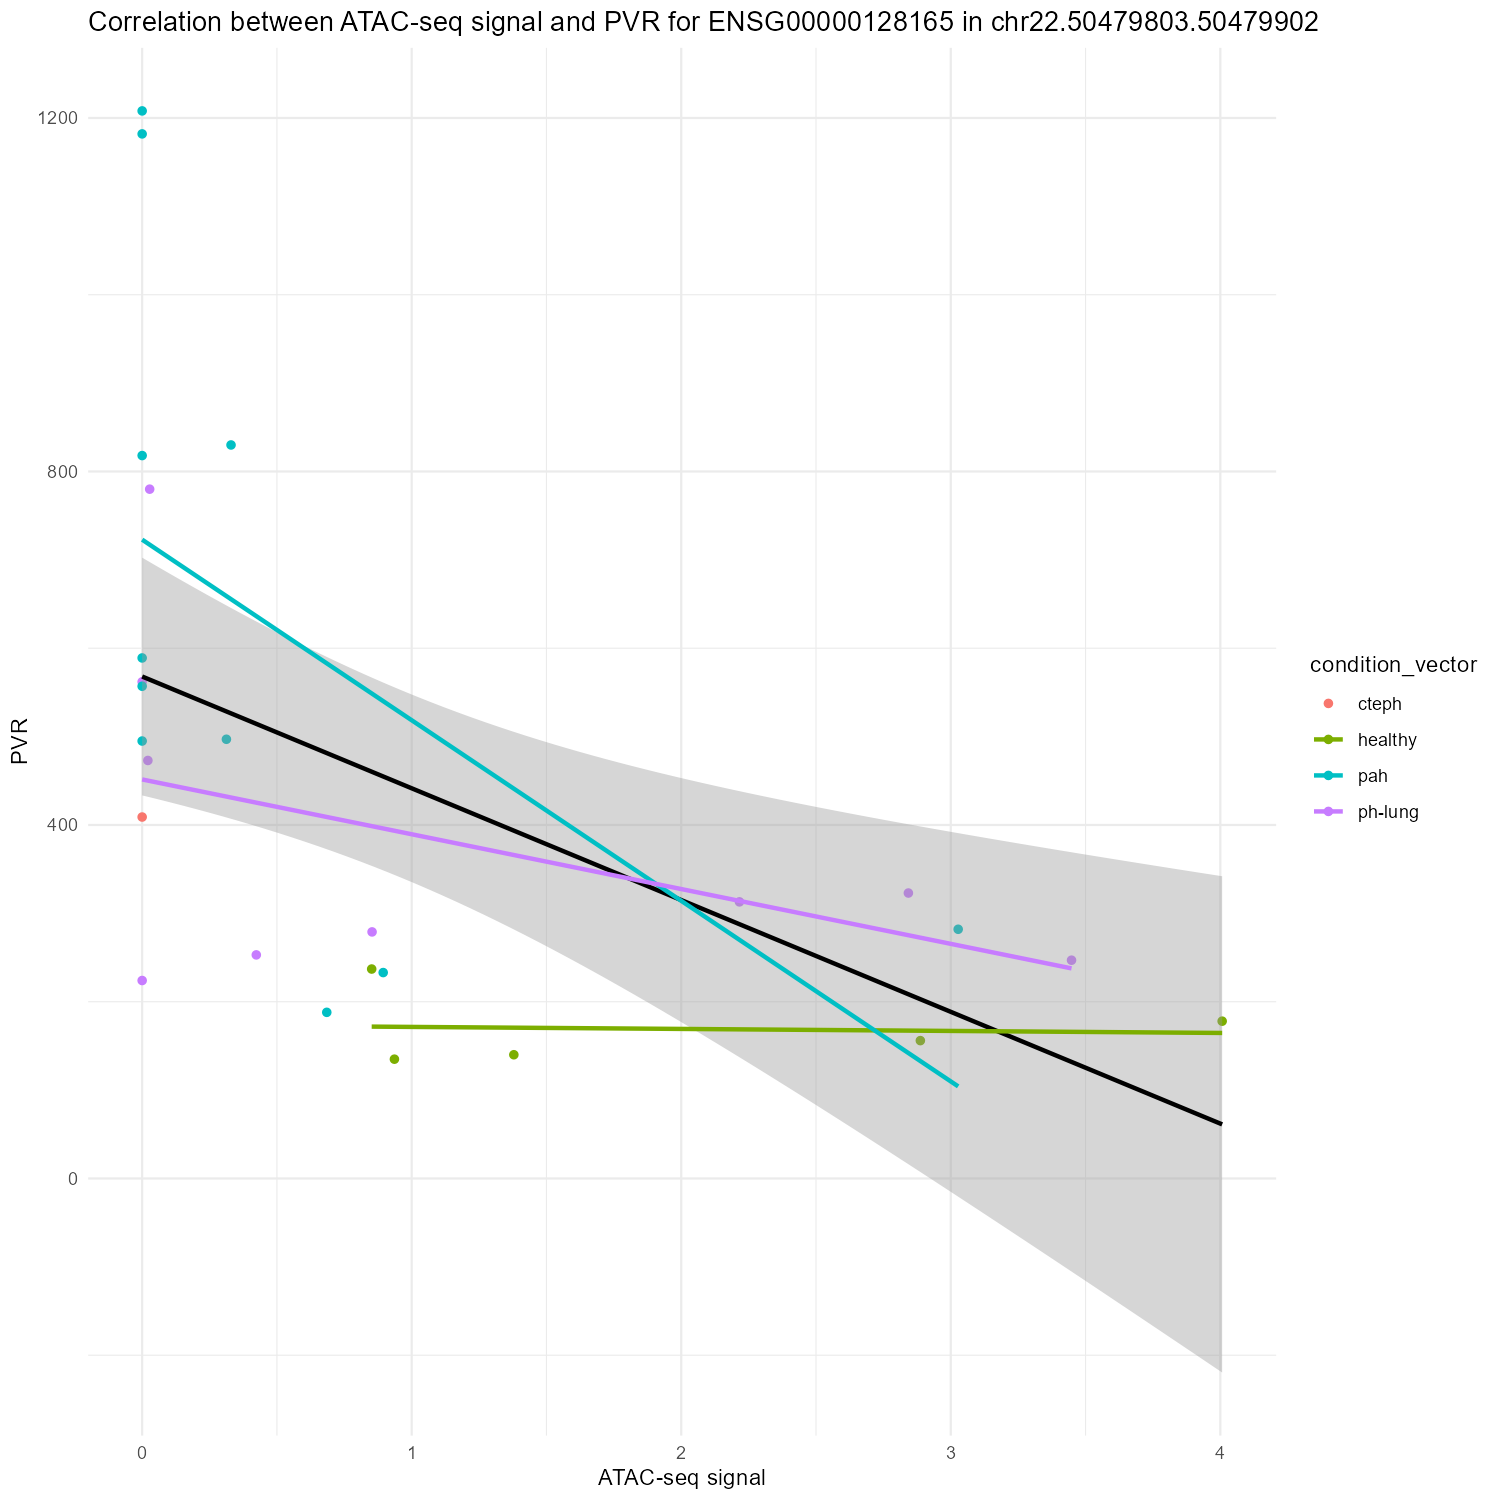 Correlation between ATAC-seq signal and PVR for ENSG00000128165 in chr22.50479803.50479902
1200
800
400
0
PVR
0 1 2 3 4
ATAC-seq signal
condition_vector
cteph
healthy
pah
ph-lung